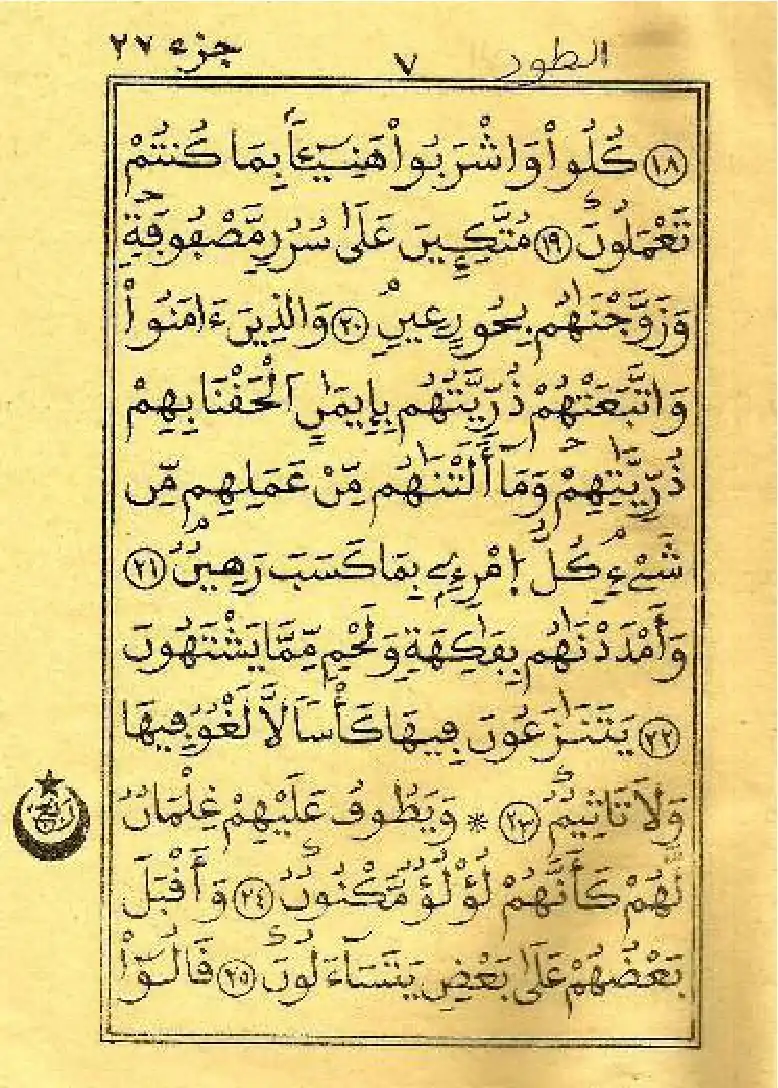 الطور ٧ جزء ٢٧
١٨ كُلُواْ وَاشْرَبُواْ هَنِيٓـَٔاَۢ بِمَا كُنتُمْ
تَعْمَلُونَ ١٩ مُتَّكِـِٕينَ عَلَىٰ سُرُرٍ مَّصْفُوفَةٍ
وَزَوَّجْنَٰهُم بِحُورٍ عِينٍ ٢٠ وَالذِينَ ءَامَنُواْ
وَاتَّبَعَتْهُمْ ذُرِّيَّتُهُم بِإِيمَٰنٍ اَلْحَقْنَا بِهِمْ
ذُرِّيَّٰتِهِمْ وَمَآ أَلَتْنَٰهُم مِّنْ عَمَلِهِم مِّن
شَےْءٍ كُلُّ اِمْرِےٕۢ بِمَا كَسَبَ رَهِينٌ ٢١
وَأَمْدَدْنَٰهُم بِفَٰكِهَةٍ وَلَحْمٍ مِّمَّا يَشْتَهُونَ
٢٢ يَتَنَٰزَعُونَ فِيهَا كَأْسًا لَّا لَغْوٌ فِيهَا
وَلَا تَاثِيمٌ ٢٣ * وَيَطُوفُ عَلَيْهِمْ غِلْمَانٌ
لَّهُمْ كَأَنَّهُمْ لُؤْلُؤٌ مَّكْنُونٌ ٢٤ وَأَقْبَلَ
بَعْضُهُمْ عَلَىٰ بَعْضٍ يَتَسَآءَلُونَ ٢٥ قَالُوٓاْ
ربع